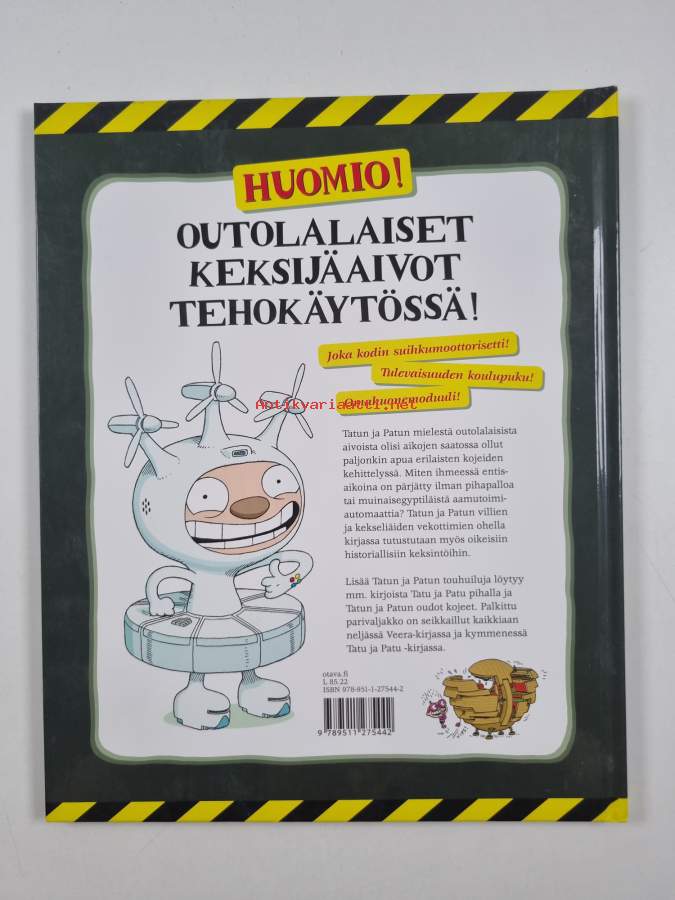 HUOMIO!
OUTOLALAISET
KEKSIJÄAIVOT
TEHOKÄYTÖSSÄ!
Joka kodin suihkumoottorisetti!
Tulevaisuuden koulupuku!
Omahuonemoduuli!
Antikvariaatti.net
Tatun ja Patun mielestä outolalaisista
aivoista olisi aikojen saatossa ollut
paljonkin apua erilaisten kojeiden
kehittelyssä. Miten ihmeessä entis-
aikoina on pärjätty ilman pihapalloa
tai muinaisegyptiläistä aamutoimi-
automaattia? Tatun ja Patun villien
ja kekseliäiden vekottimien ohella
kirjassa tutustutaan myös oikeisiin
historiallisiin keksintöihin.
Lisää Tatun ja Patun touhuiluja löytyy
mm. kirjoista Tatu ja Patu pihalla ja
Tatun ja Patun oudot kojeet. Palkittu
parivaljakko on seikkaillut kaikkiaan
neljässä Veera-kirjassa ja kymmenessä
Tatu ja Patu -kirjassa.
otava.fi
L 85.22
ISBN 978-951-1-27544-2
9 789511 275442